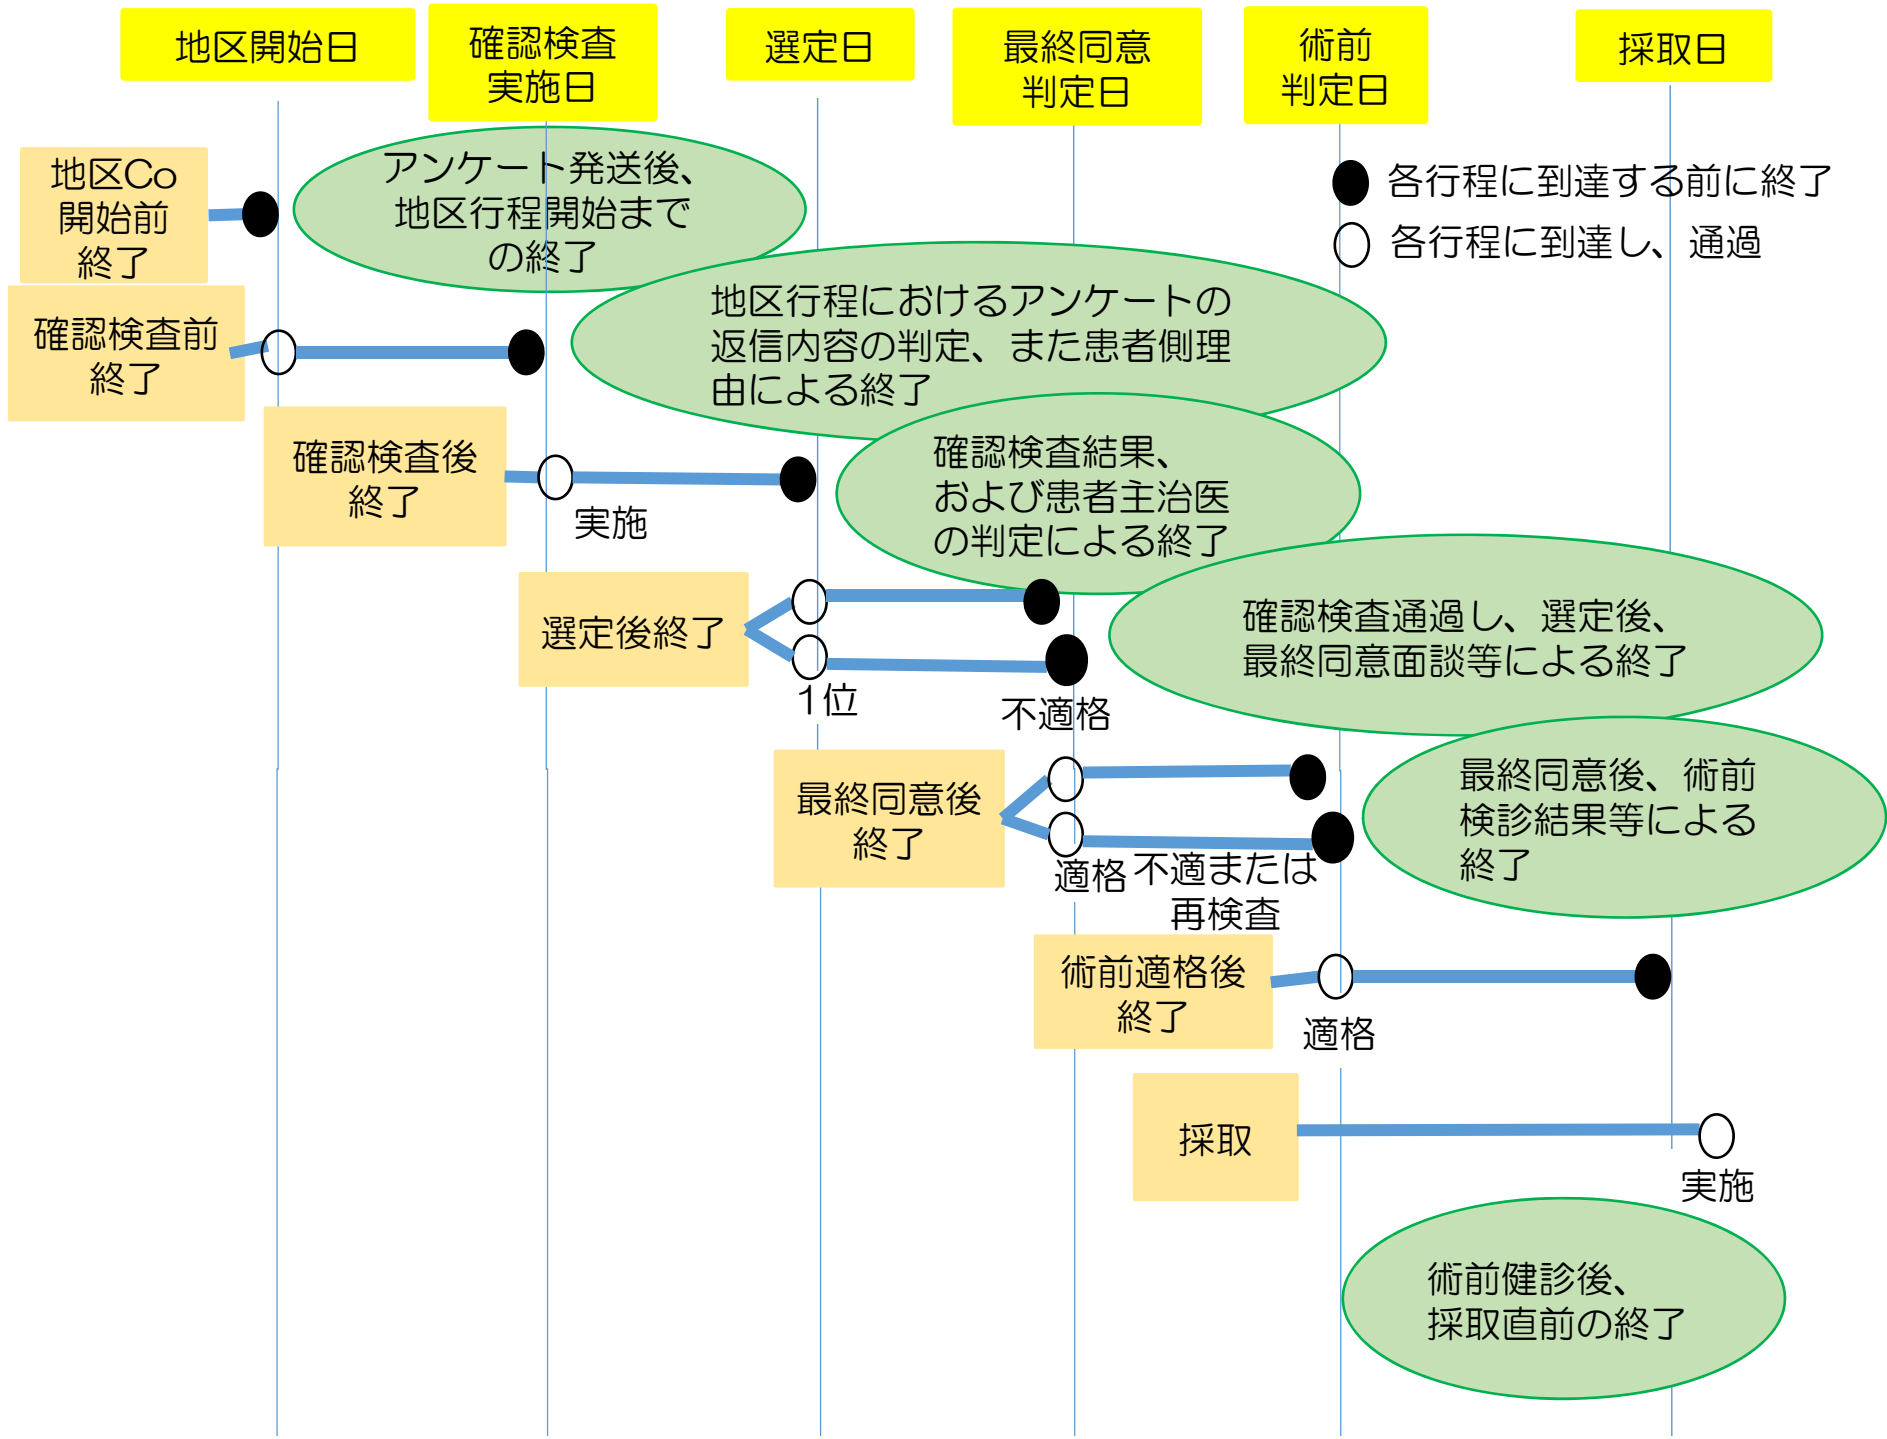 地区開始日
確認検査
実施日
選定日
最終同意
判定日
術前
判定日
採取日
各行程に到達する前に終了
各行程に到達し、通過
地区Co
開始前
終了
アンケート発送後、
地区行程開始まで
の終了
確認検査前
終了
地区行程におけるアンケートの
返信内容の判定、また患者側理
由による終了
確認検査後
終了
実施
確認検査結果、
および患者主治医
の判定による終了
選定後終了
1位
不適格
確認検査通過し、選定後、
最終同意面談等による終了
最終同意後
終了
適格
不適または
再検査
最終同意後、術前
検診結果等による
終了
術前適格後
終了
適格
採取
実施
術前健診後、
採取直前の終了